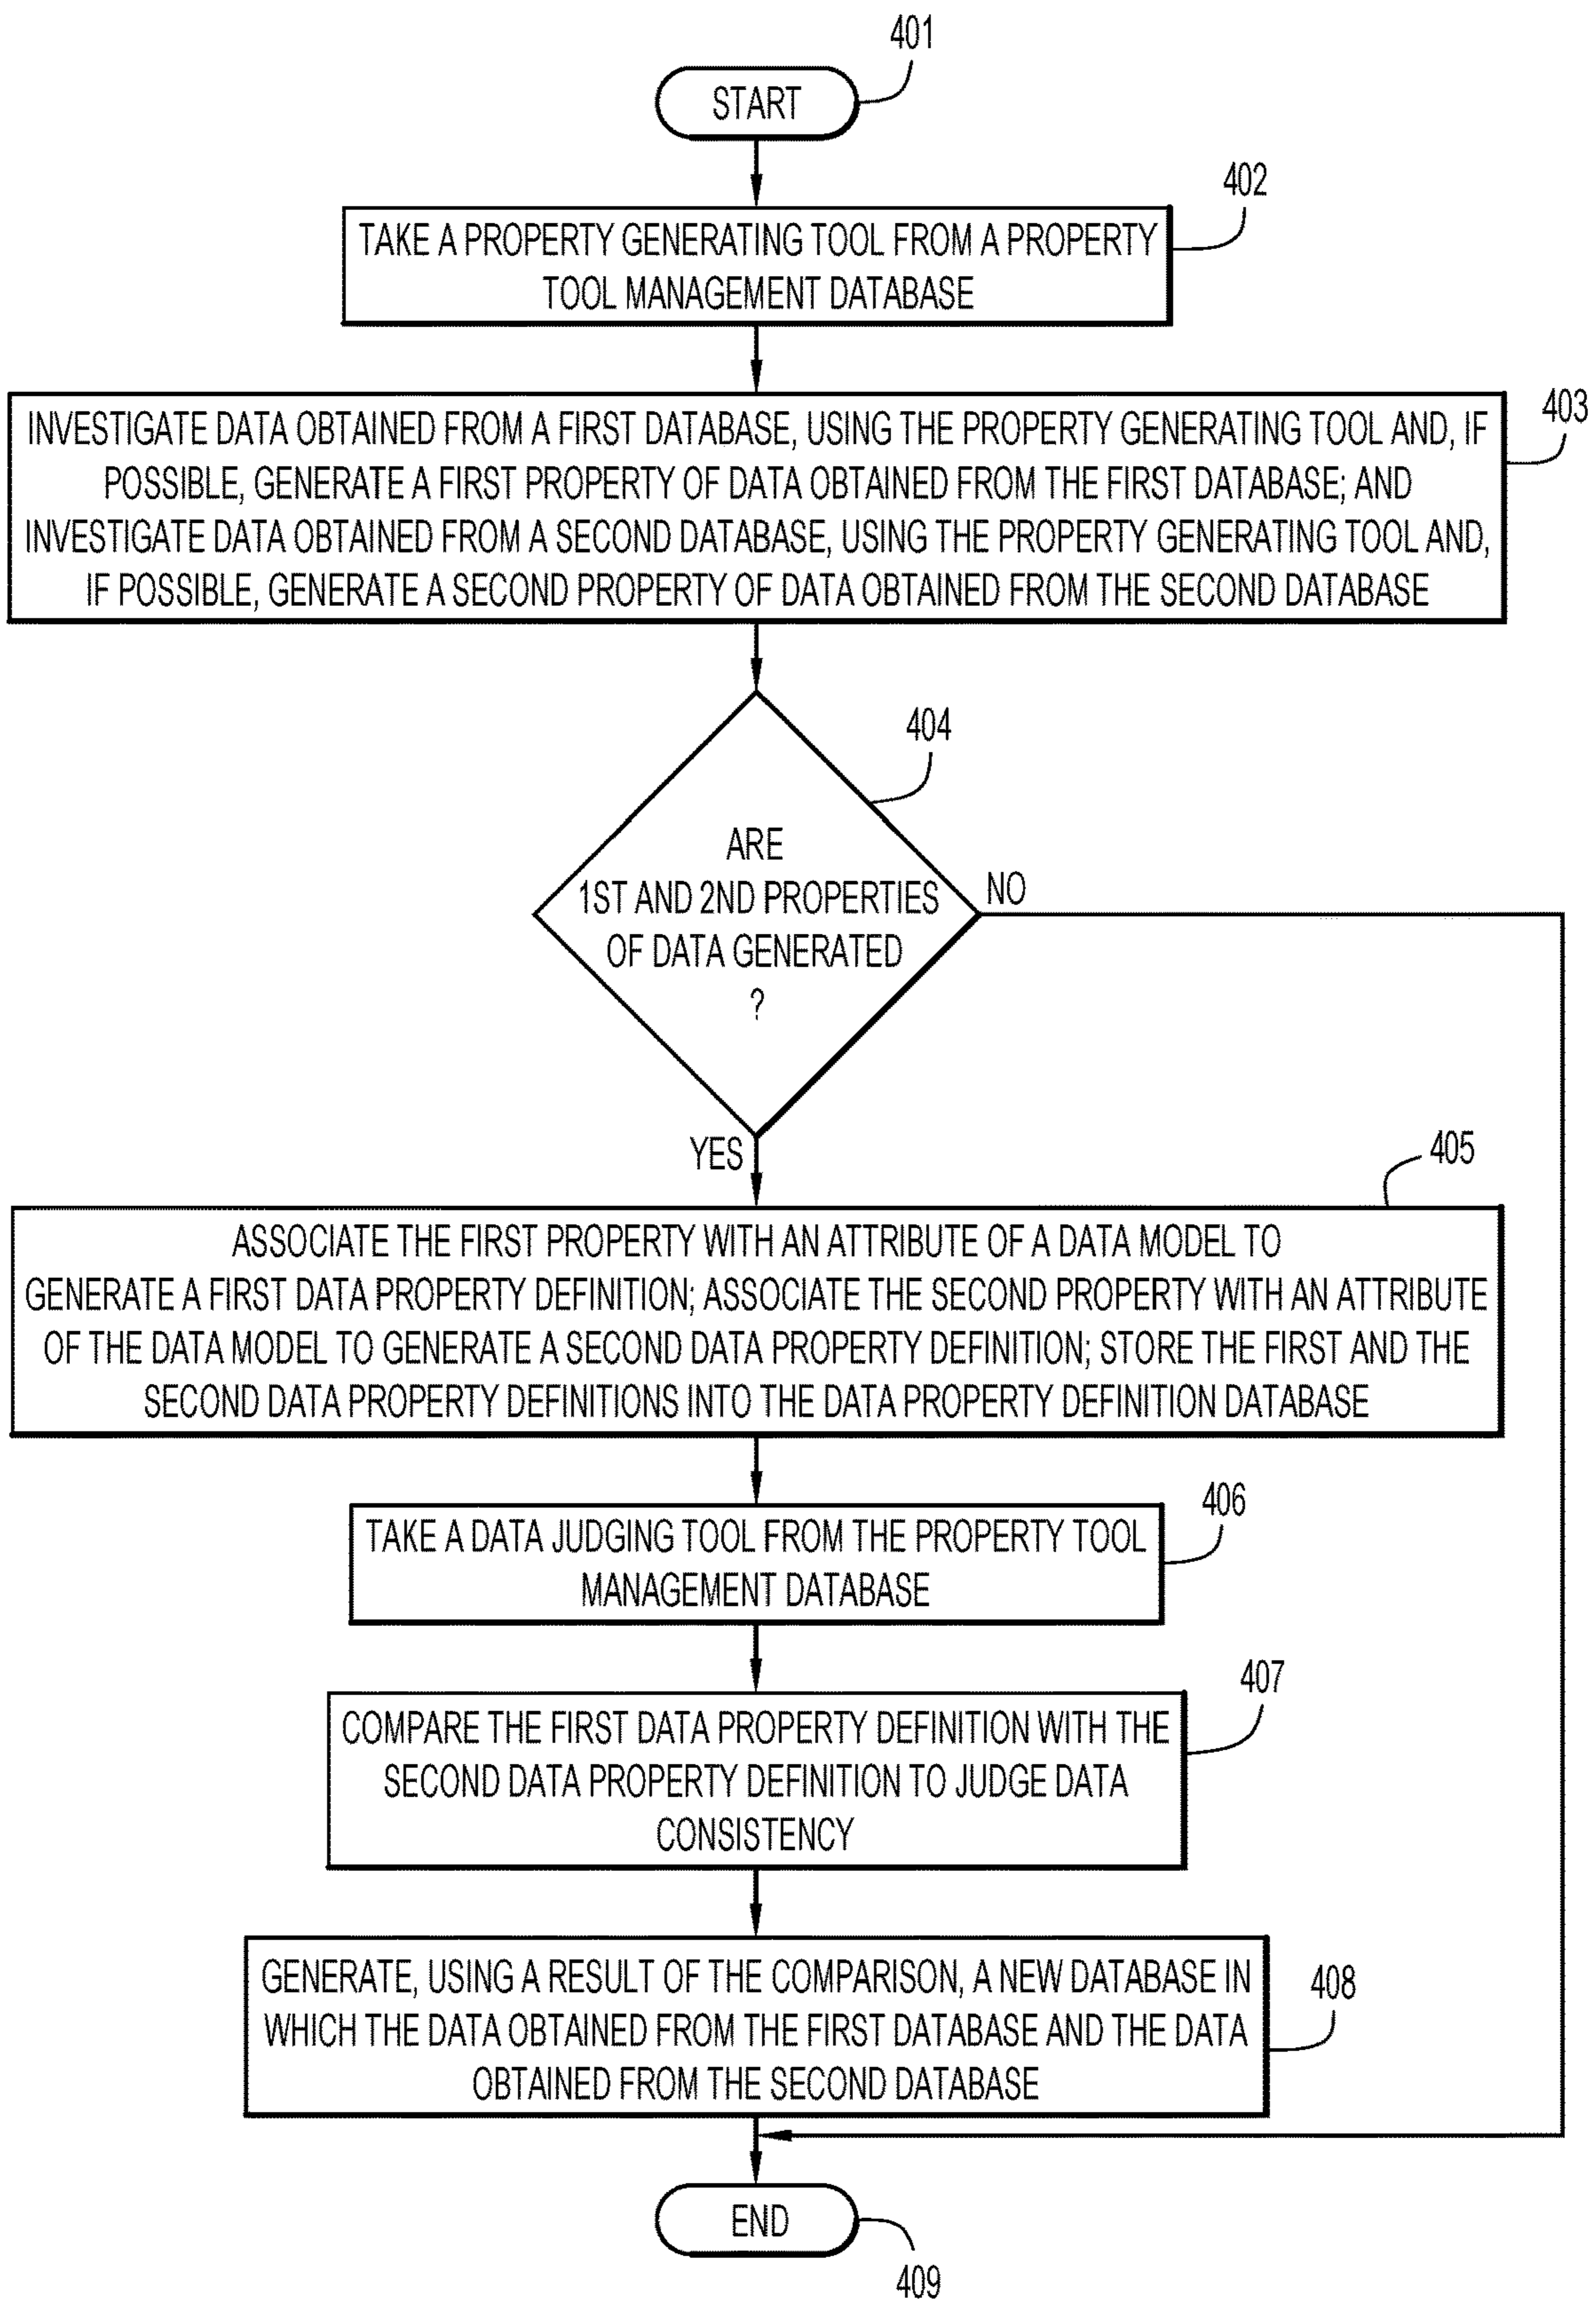 401
START
402
TAKE A PROPERTY GENERATING TOOL FROM A PROPERTY
TOOL MANAGEMENT DATABASE
403
INVESTIGATE DATA OBTAINED FROM A FIRST DATABASE, USING THE PROPERTY GENERATING TOOL AND, IF
POSSIBLE, GENERATE A FIRST PROPERTY OF DATA OBTAINED FROM THE FIRST DATABASE; AND
INVESTIGATE DATA OBTAINED FROM A SECOND DATABASE, USING THE PROPERTY GENERATING TOOL AND,
IF POSSIBLE, GENERATE A SECOND PROPERTY OF DATA OBTAINED FROM THE SECOND DATABASE
404
ARE
1ST AND 2ND PROPERTIES
OF DATA GENERATED
?
NO
YES
405
ASSOCIATE THE FIRST PROPERTY WITH AN ATTRIBUTE OF A DATA MODEL TO
GENERATE A FIRST DATA PROPERTY DEFINITION; ASSOCIATE THE SECOND PROPERTY WITH AN ATTRIBUTE
OF THE DATA MODEL TO GENERATE A SECOND DATA PROPERTY DEFINITION; STORE THE FIRST AND THE
SECOND DATA PROPERTY DEFINITIONS INTO THE DATA PROPERTY DEFINITION DATABASE
406
TAKE A DATA JUDGING TOOL FROM THE PROPERTY TOOL
MANAGEMENT DATABASE
407
COMPARE THE FIRST DATA PROPERTY DEFINITION WITH THE
SECOND DATA PROPERTY DEFINITION TO JUDGE DATA
CONSISTENCY
408
GENERATE, USING A RESULT OF THE COMPARISON, A NEW DATABASE IN
WHICH THE DATA OBTAINED FROM THE FIRST DATABASE AND THE DATA
OBTAINED FROM THE SECOND DATABASE
END
409